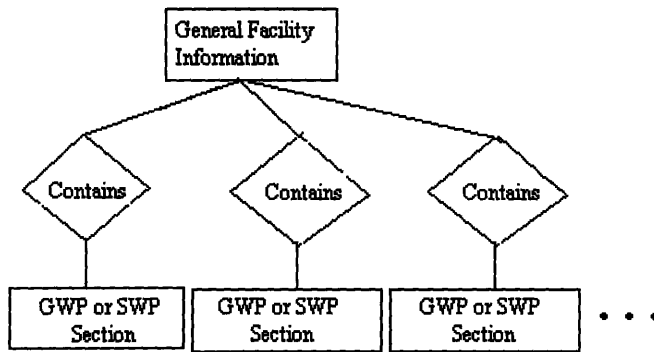 General Facility
Information
Contains
Contains
Contains
GWP or SWP
Section
GWP or SWP
Section
GWP or SWP
Section
• • •